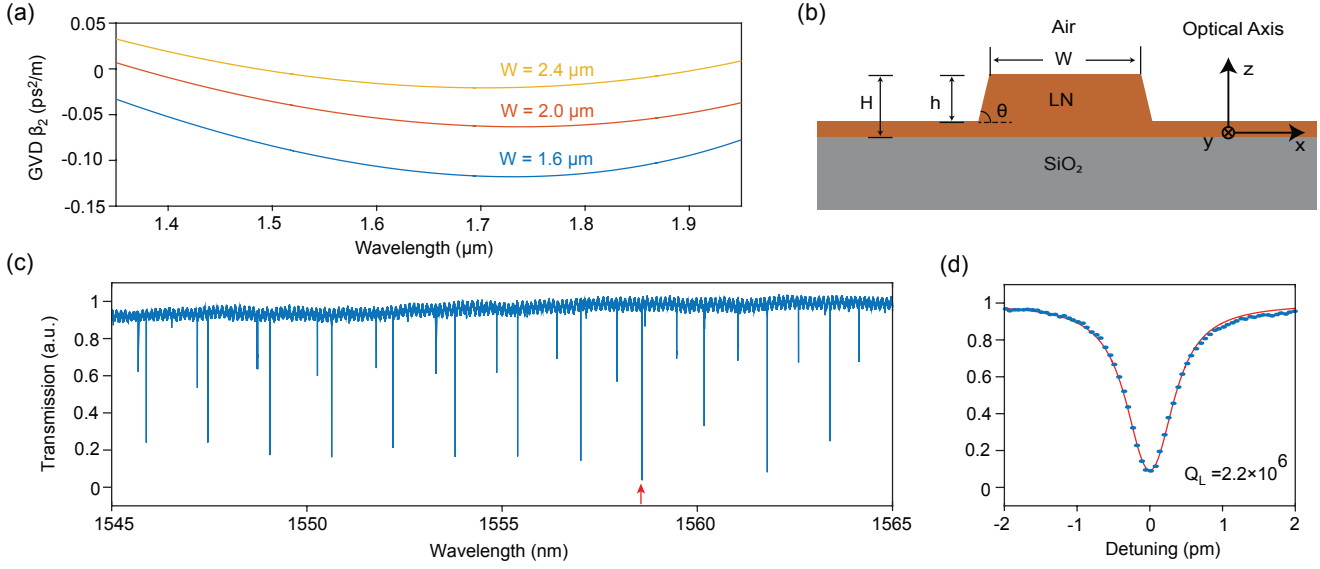 (a)
0.05
0
-0.05
-0.10
-0.15
GVD β₂ (ps²/m)
W = 2.4 μm
W = 2.0 μm
W = 1.6 μm
1.4 1.5 1.6 1.7 1.8 1.9
Wavelength (μm)
(b)
Air
Optical Axis
W
z
H
h
θ
LN
y
x
SiO₂
(c)
1
0.8
0.6
0.4
0.2
0
Transmission (a.u.)
1545 1550 1555 1560 1565
Wavelength (nm)
(d)
1
0.8
0.6
0.4
0.2
0
Q_L =2.2×10⁶
-2 -1 0 1 2
Detuning (pm)